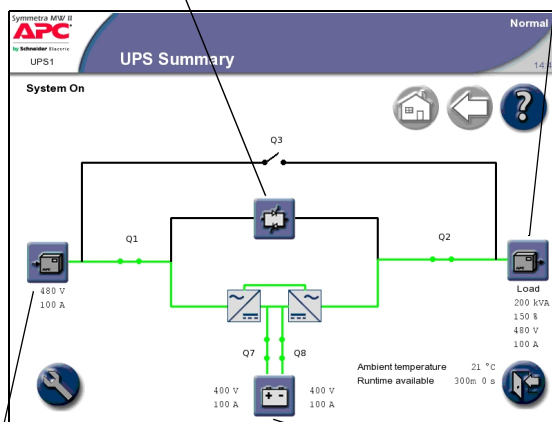 Symmetra MW II
APC
by Schneider Electric
UPS1
UPS Summary
Normal
System On
Q3
Q1
Q2
480 V
100 A
Load
200 kVA
150 %
480 V
100 A
Q7
Q8
400 V
100 A
400 V
100 A
Ambient temperature 21 °C
Runtime available 300m 0 s